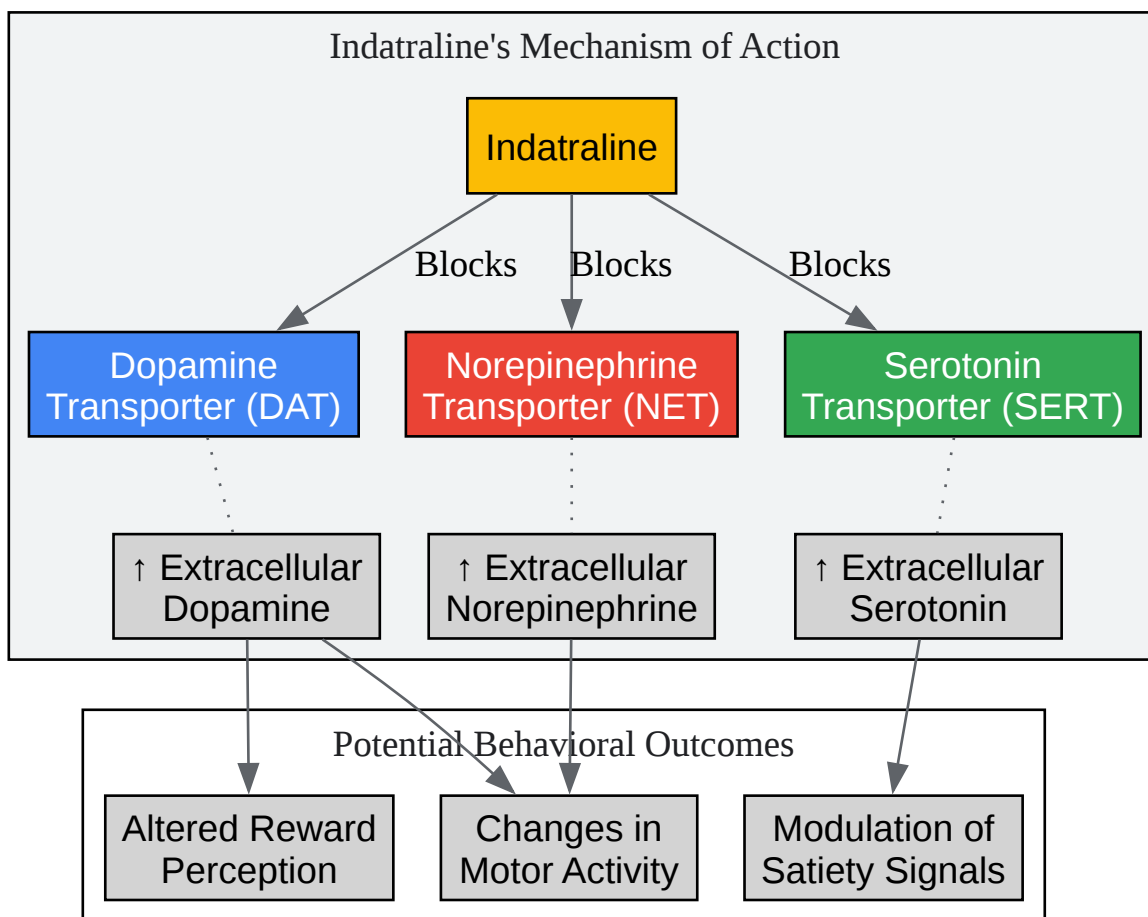 Indatraline's Mechanism of Action
Indatraline
Blocks
Blocks
Blocks
Dopamine
Transporter (DAT)
Norepinephrine
Transporter (NET)
Serotonin
Transporter (SERT)
↑ Extracellular
Dopamine
↑ Extracellular
Norepinephrine
↑ Extracellular
Serotonin
Potential Behavioral Outcomes
Altered Reward
Perception
Changes in
Motor Activity
Modulation of
Satiety Signals